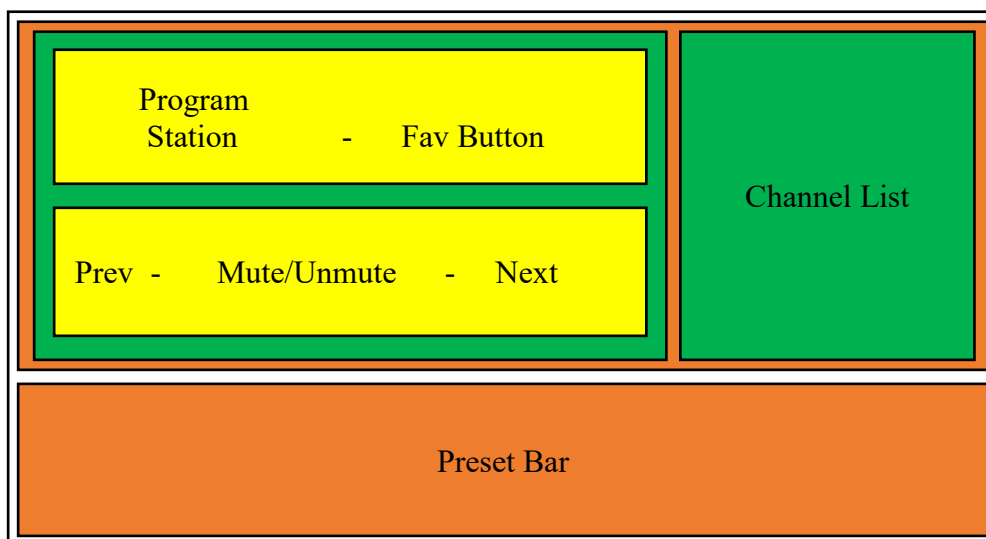 Program
Station - Fav Button
Channel List
Prev - Mute/Unmute - Next
Preset Bar